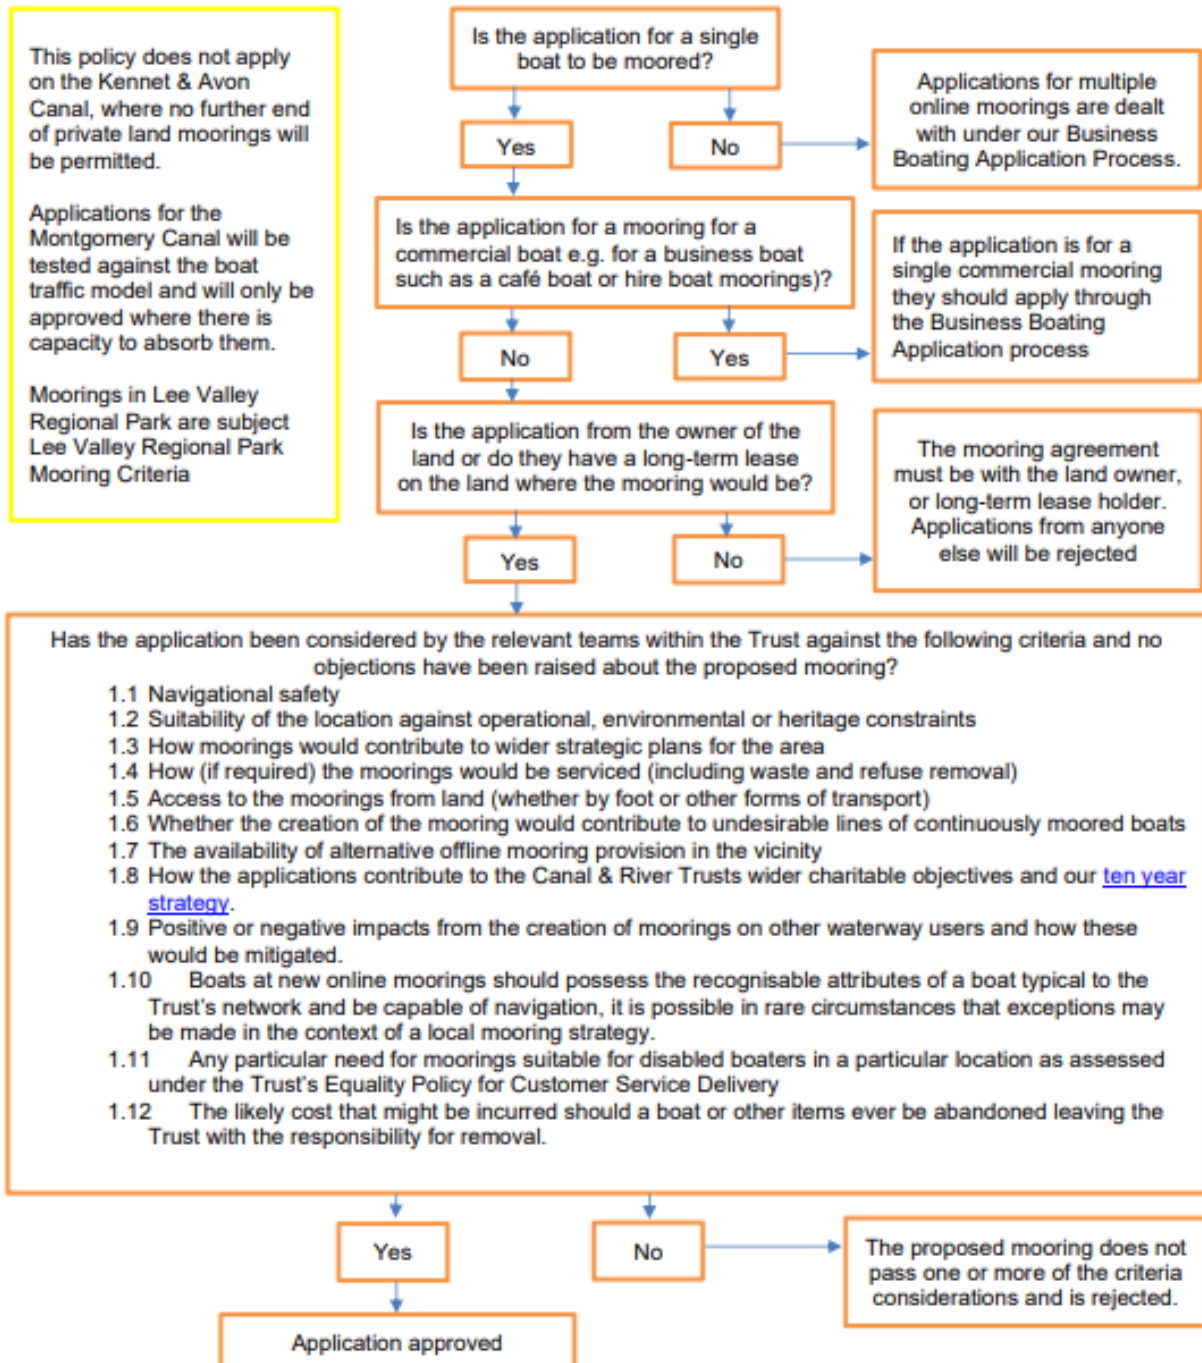 This policy does not apply
on the Kennet & Avon
Canal, where no further end
of private land moorings will
be permitted.
Applications for the
Montgomery Canal will be
tested against the boat
traffic model and will only be
approved where there is
capacity to absorb them.
Moorings in Lee Valley
Regional Park are subject
Lee Valley Regional Park
Mooring Criteria
Is the application for a single
boat to be moored?
Yes
No
Applications for multiple
online moorings are dealt
with under our Business
Boating Application Process.
Is the application for a mooring for a
commercial boat e.g. for a business boat
such as a café boat or hire boat moorings)?
No
Yes
If the application is for a
single commercial mooring
they should apply through
the Business Boating
Application process
Is the application from the owner of the
land or do they have a long-term lease
on the land where the mooring would be?
Yes
No
The mooring agreement
must be with the land owner,
or long-term lease holder.
Applications from anyone
else will be rejected
Has the application been considered by the relevant teams within the Trust against the following criteria and no
objections have been raised about the proposed mooring?
1.1 Navigational safety
1.2 Suitability of the location against operational, environmental or heritage constraints
1.3 How moorings would contribute to wider strategic plans for the area
1.4 How (if required) the moorings would be serviced (including waste and refuse removal)
1.5 Access to the moorings from land (whether by foot or other forms of transport)
1.6 Whether the creation of the mooring would contribute to undesirable lines of continuously moored boats
1.7 The availability of alternative offline mooring provision in the vicinity
1.8 How the applications contribute to the Canal & River Trusts wider charitable objectives and our ten year
strategy.
1.9 Positive or negative impacts from the creation of moorings on other waterway users and how these
would be mitigated.
1.10 Boats at new online moorings should possess the recognisable attributes of a boat typical to the
Trust's network and be capable of navigation, it is possible in rare circumstances that exceptions may
be made in the context of a local mooring strategy.
1.11 Any particular need for moorings suitable for disabled boaters in a particular location as assessed
under the Trust's Equality Policy for Customer Service Delivery
1.12 The likely cost that might be incurred should a boat or other items ever be abandoned leaving the
Trust with the responsibility for removal.
Yes
No
The proposed mooring does not
pass one or more of the criteria
considerations and is rejected.
Application approved